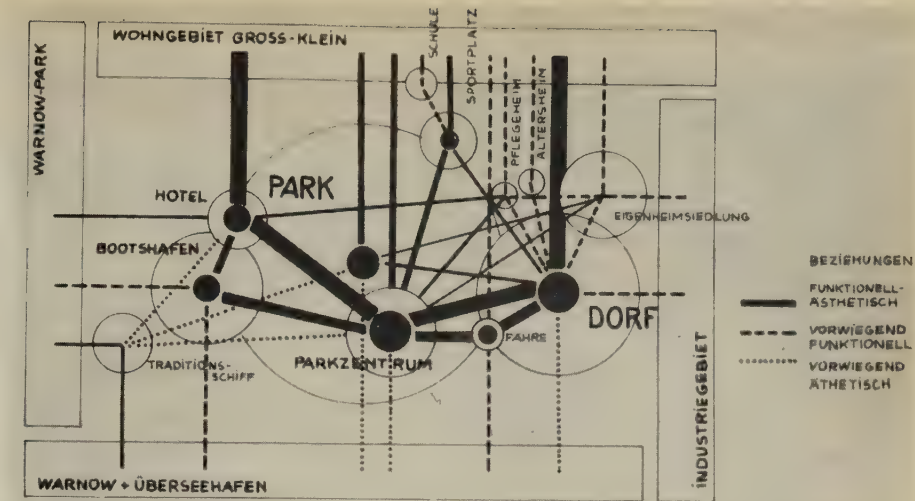 WOHNGEBIET GROSS-KLEIN
WARNOW-PARK
SCHULE
SPORTPLATZ
PFLEGEHEIM
ALTERSHEIM
HOTEL
PARK
EIGENHEIMSIEDLUNG
BOOTSHAFEN
DORF
FÄHRE
PARKZENTRUM
TRADITIONS-
SCHIFF
INDUSTRIEGEBIET
WARNOW + ÜBERSEEHAFEN
BEZIEHUNGEN
FUNKTIONELL-
ÄSTHETISCH
VORWIEGEND
FUNKTIONELL
VORWIEGEND
ÄTHETISCH